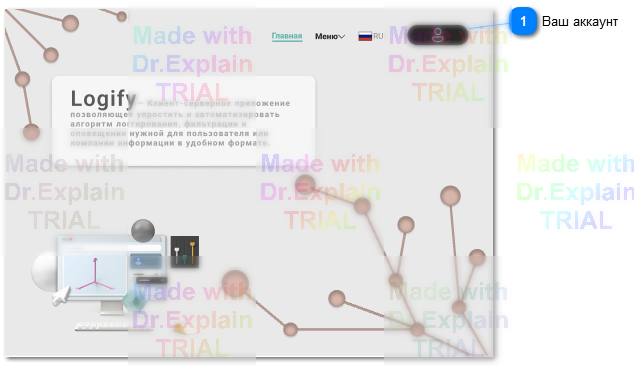 Главная Меню RU
1 Ваш аккаунт
Logify – Клиент-серверное приложение
позволяющее упростить и автоматизировать
алгоритм логгирования, фильтрации и
оповещения нужной для пользователя или
компании информации в удобном формате.
Made with
Dr.Explain
TRIAL
Made with
Dr.Explain
TRIAL
Made with
Dr.Explain
TRIAL
Made with
Dr.Explain
TRIAL
Made with
Dr.Explain
TRIAL
Made with
Dr.Explain
TRIAL
Made with
Dr.Explain
TRIAL